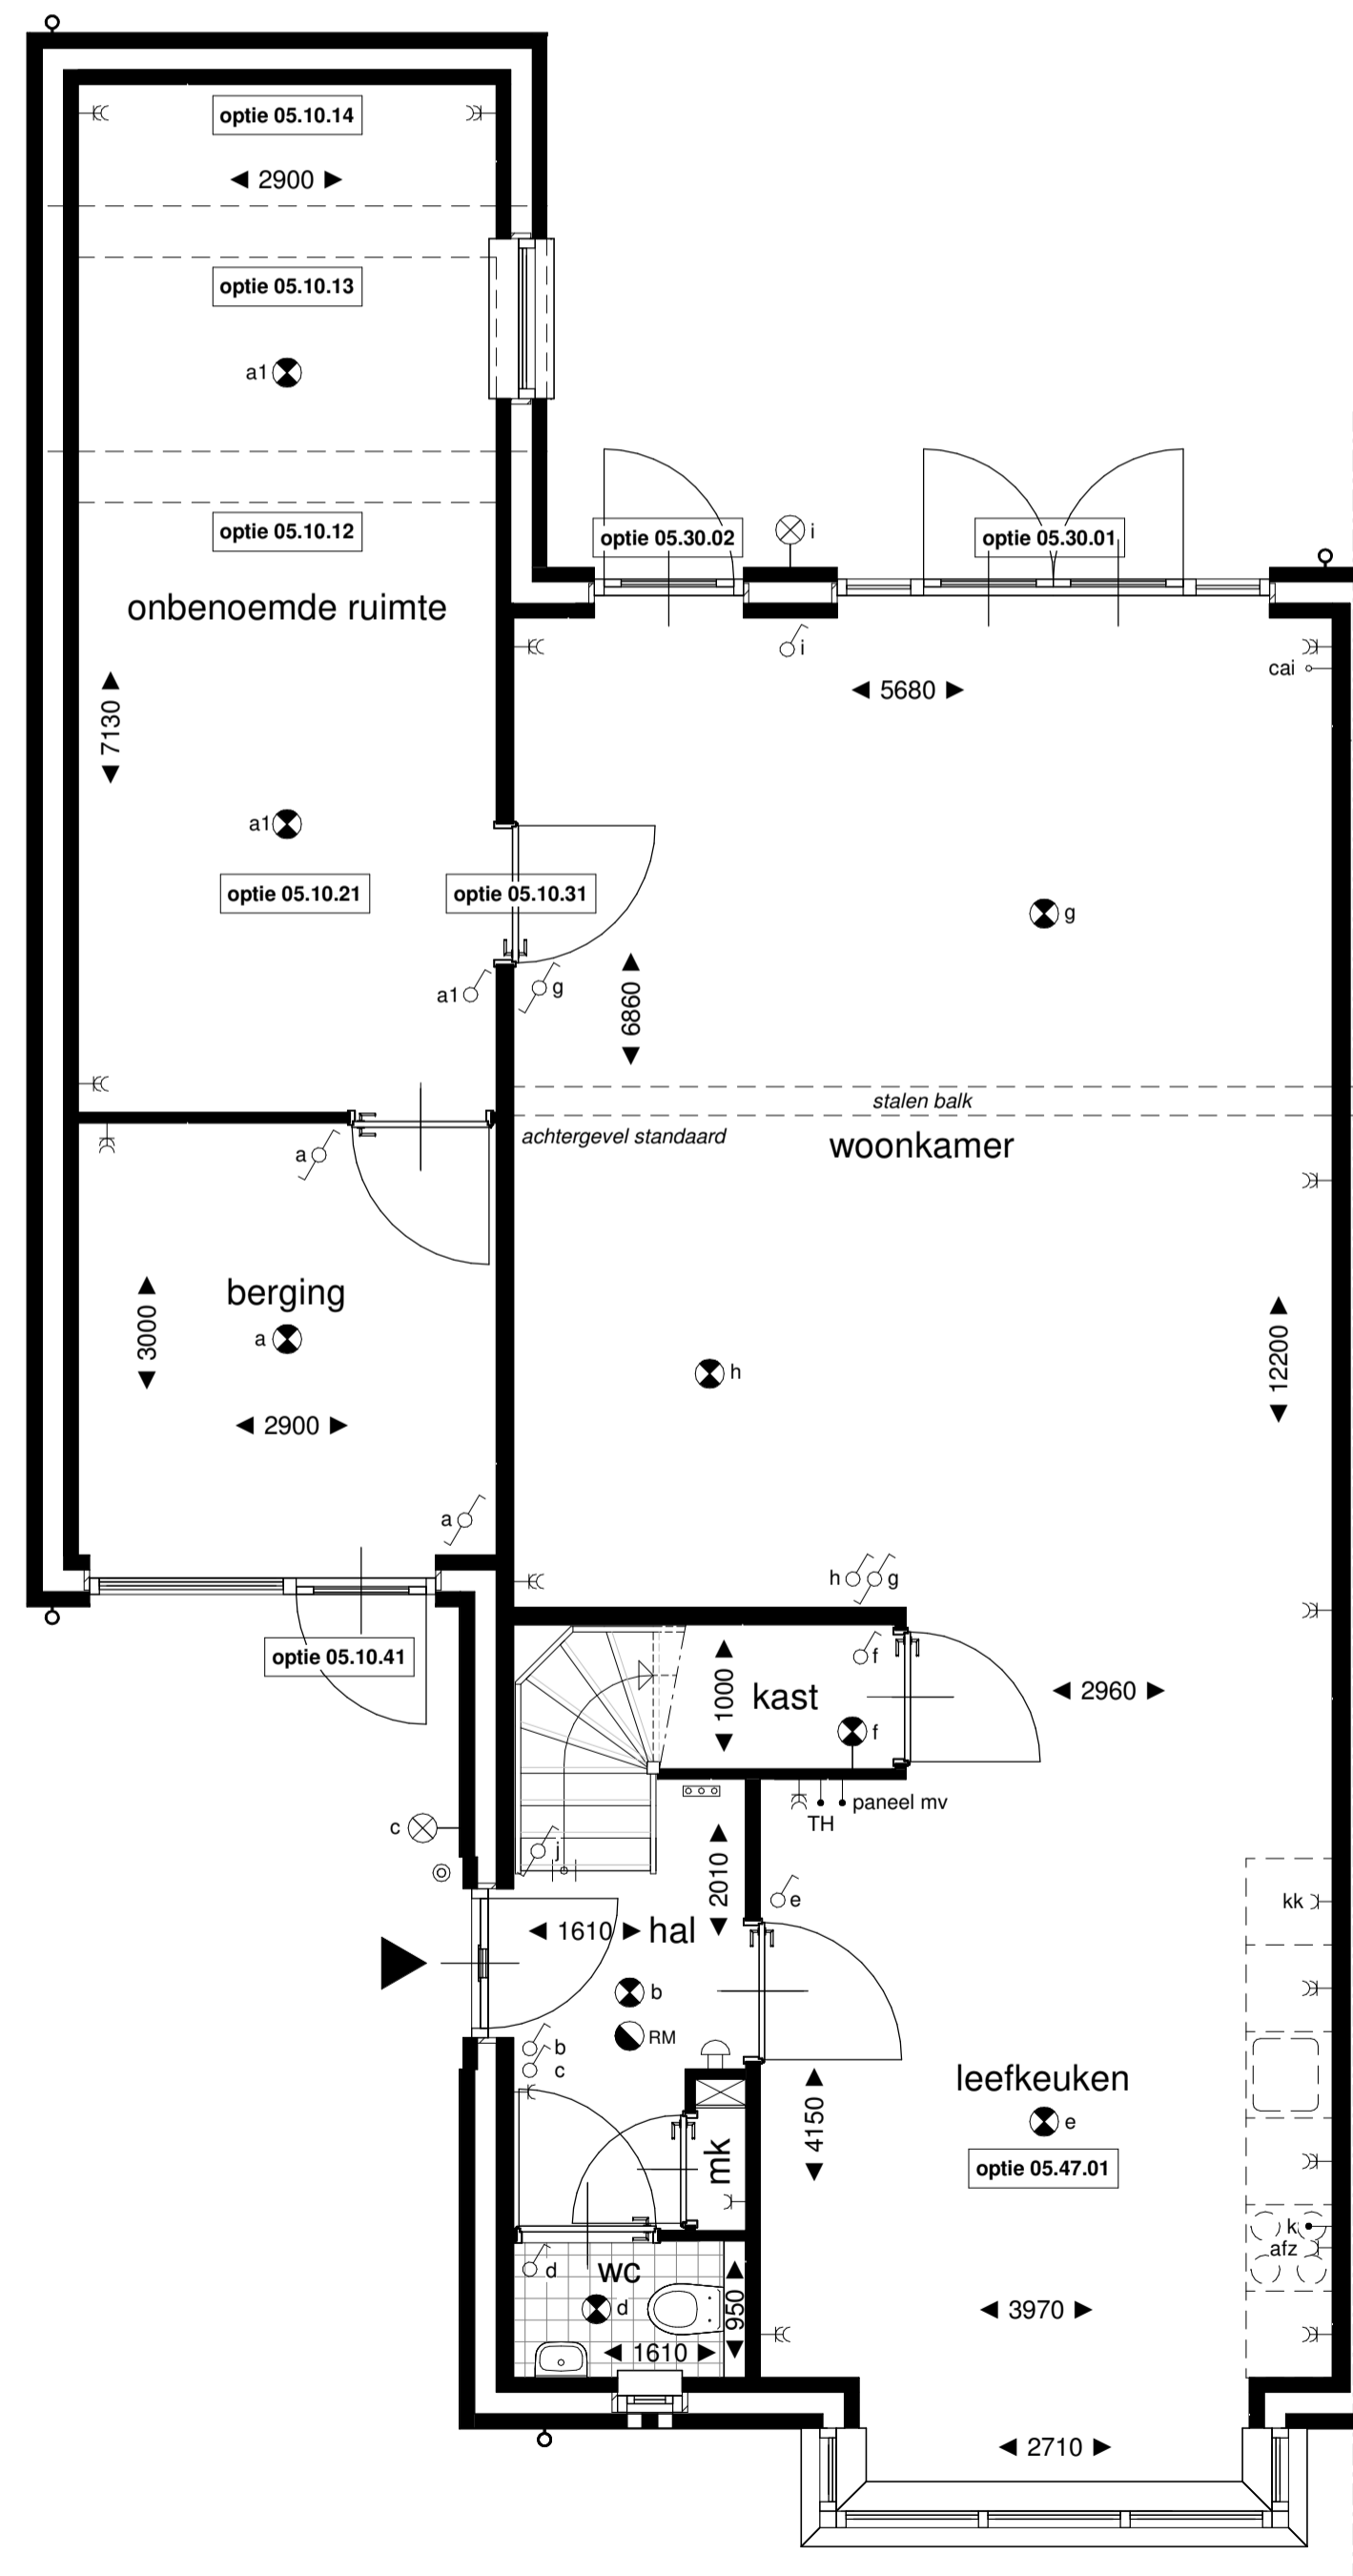 optie 05.10.14
2900
optie 05.10.13
a1
optie 05.10.12
optie 05.30.02
i
optie 05.30.01
onbenoemde ruimte
i
cai
5680
7130
a1
optie 05.10.21
optie 05.10.31
g
a1
g
6860
stalen balk
achtergevel standaard
woonkamer
a
berging
3000
a
12200
h
2900
a
h
g
optie 05.10.41
f
1000
kast
2960
f
paneel mv
TH
c
j
2010
e
kk
1610
hal
b
RM
b
c
leefkeuken
4150
e
mk
optie 05.47.01
k
afz
d
wc
d
950
3970
1610
2710